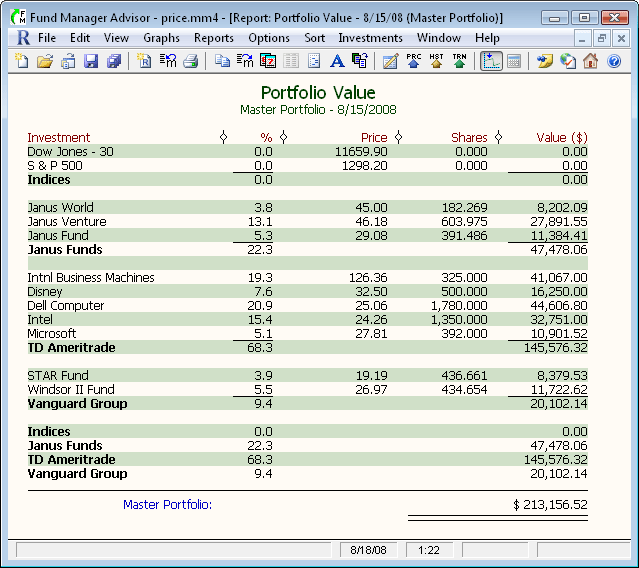 Fund Manager Advisor - price.mm4 - [Report: Portfolio Value - 8/15/08 (Master Portfolio)]
R File Edit View Graphs Reports Options Sort Investments Window Help
PRC HST TRN
Portfolio Value
Master Portfolio - 8/15/2008
Investment % Price Shares Value ($)
Dow Jones - 30 0.0 11659.90 0.000 0.00
S & P 500 0.0 1298.20 0.000 0.00
Indices 0.0 0.00
Janus World 3.8 45.00 182.269 8,202.09
Janus Venture 13.1 46.18 603.975 27,891.55
Janus Fund 5.3 29.08 391.486 11,384.41
Janus Funds 22.3 47,478.06
Intnl Business Machines 19.3 126.36 325.000 41,067.00
Disney 7.6 32.50 500.000 16,250.00
Dell Computer 20.9 25.06 1,780.000 44,606.80
Intel 15.4 24.26 1,350.000 32,751.00
Microsoft 5.1 27.81 392.000 10,901.52
TD Ameritrade 68.3 145,576.32
STAR Fund 3.9 19.19 436.661 8,379.53
Windsor II Fund 5.5 26.97 434.654 11,722.62
Vanguard Group 9.4 20,102.14
Indices 0.0 0.00
Janus Funds 22.3 47,478.06
TD Ameritrade 68.3 145,576.32
Vanguard Group 9.4 20,102.14
Master Portfolio: $ 213,156.52
8/18/08 1:22